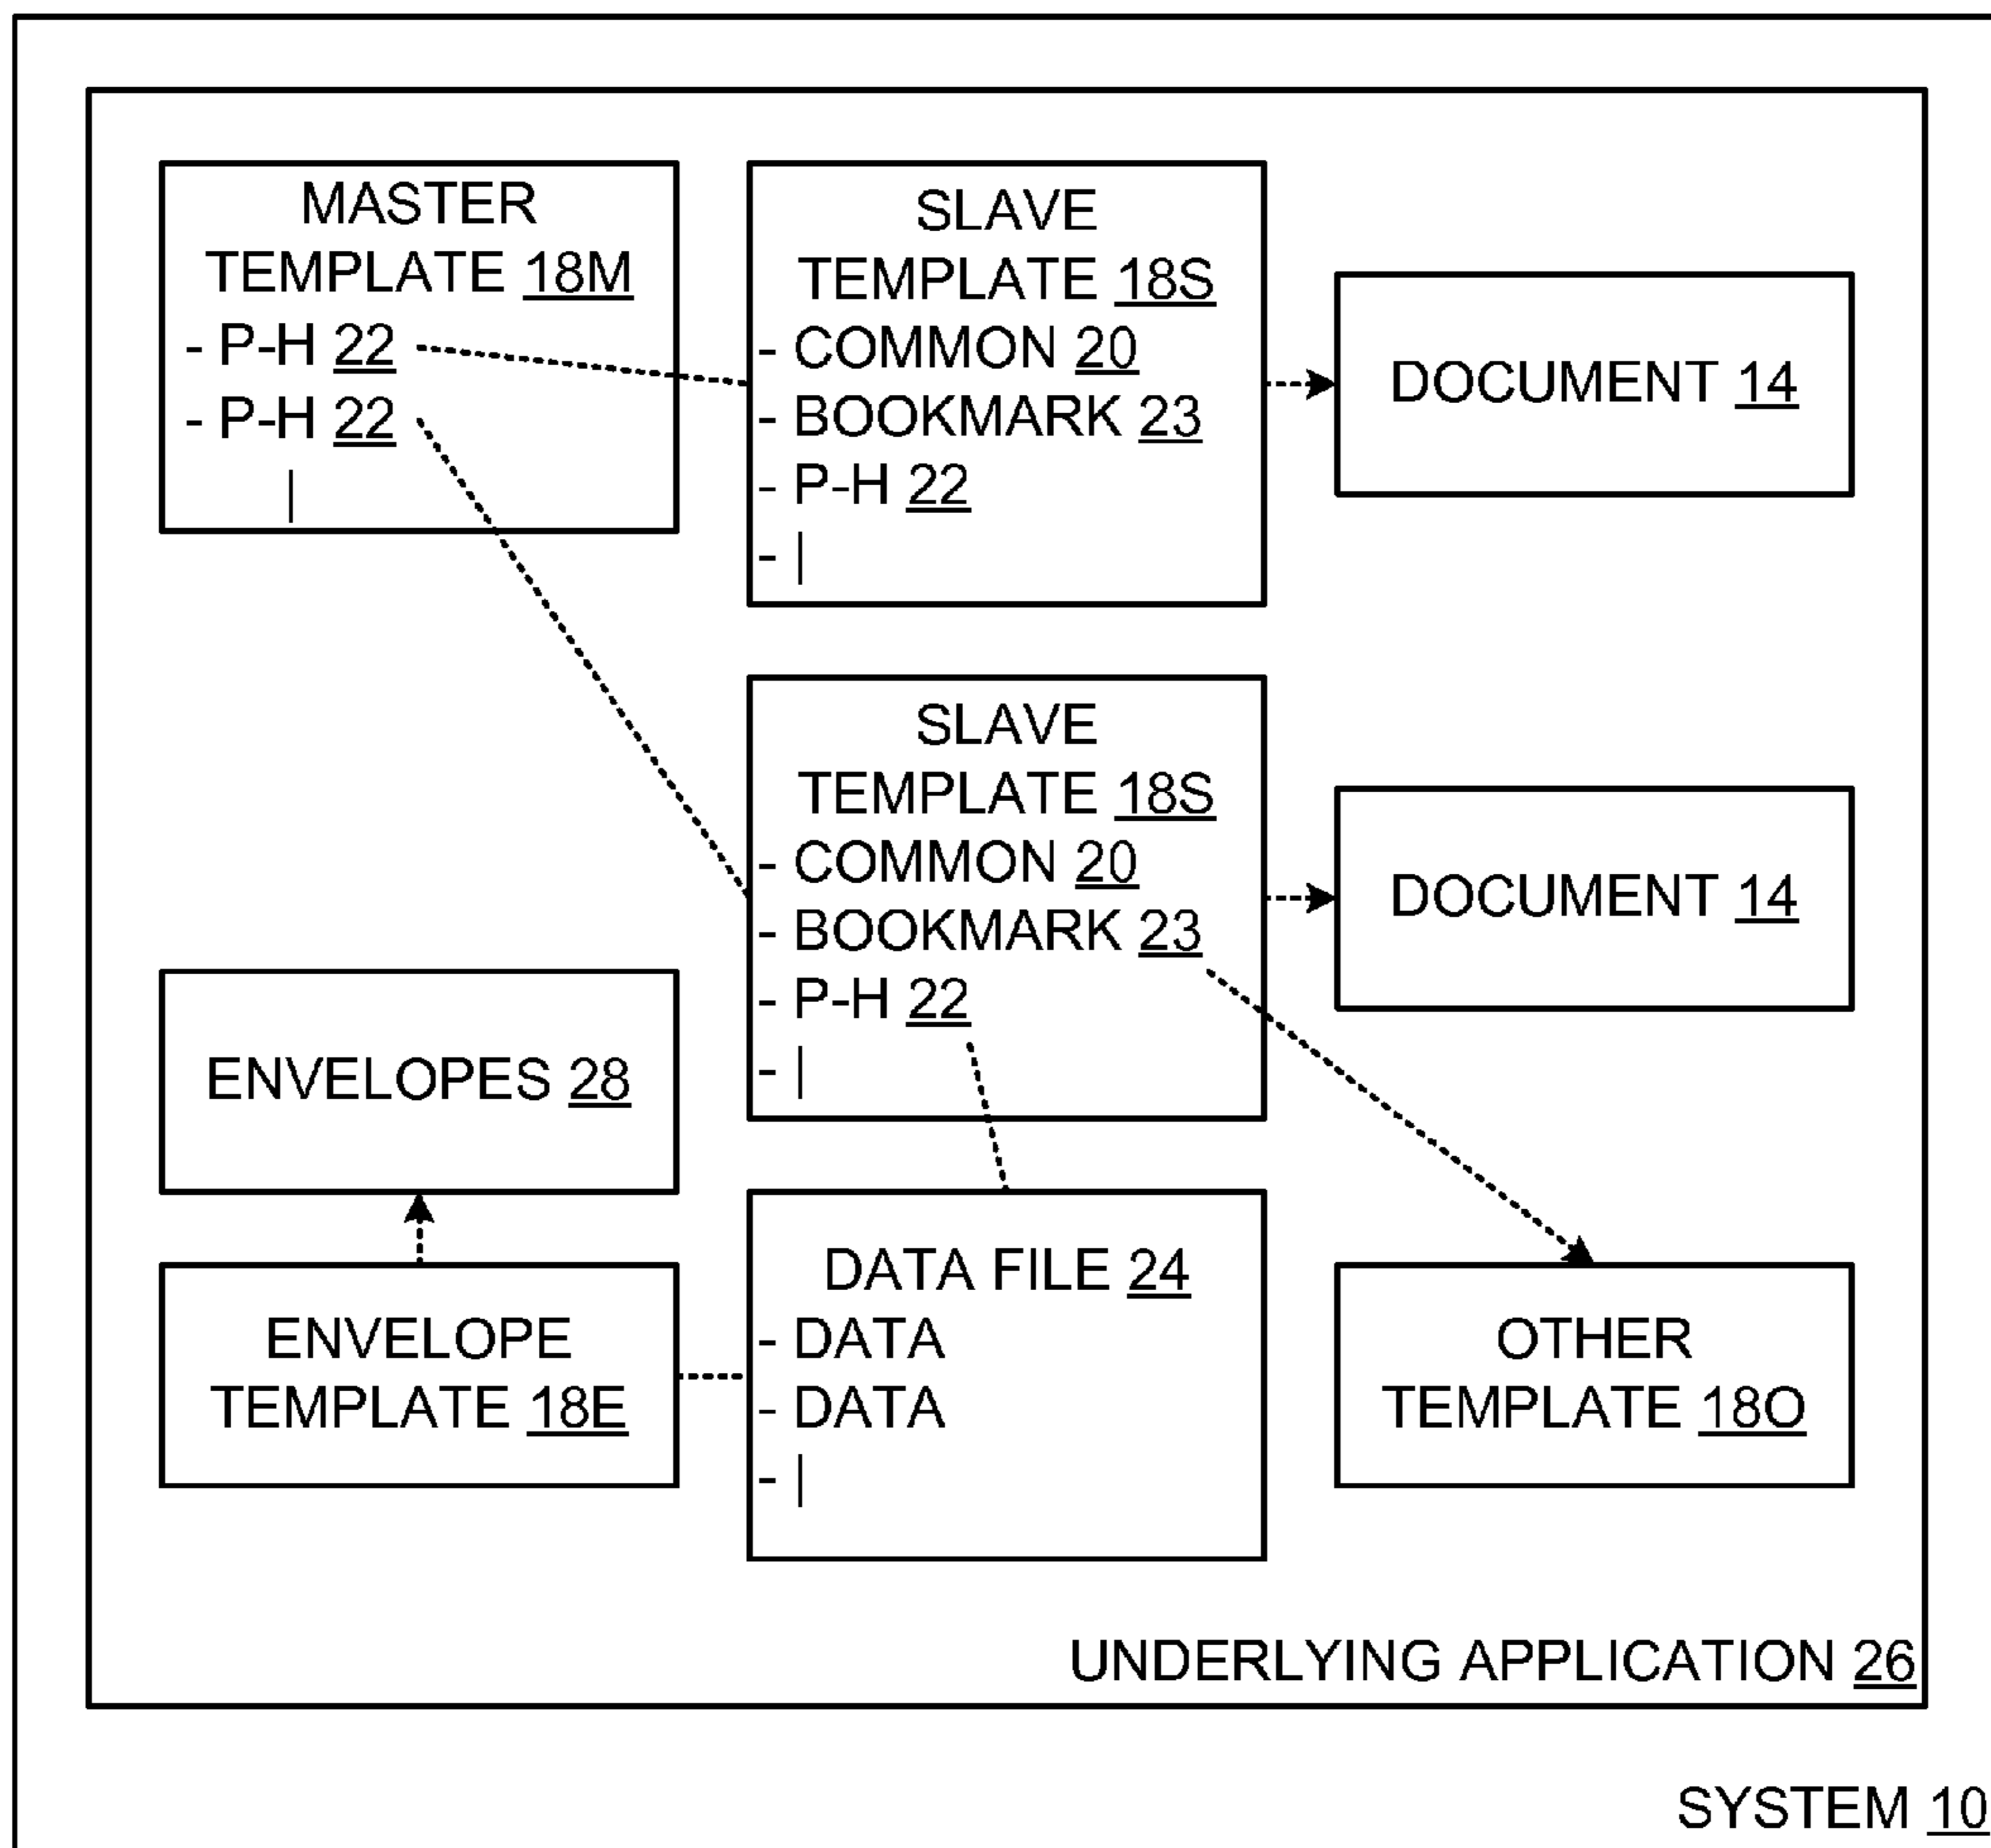 MASTER
TEMPLATE 18M
- P-H 22
- P-H 22
|
SLAVE
TEMPLATE 18S
- COMMON 20
- BOOKMARK 23
- P-H 22
- |
DOCUMENT 14
SLAVE
TEMPLATE 18S
- COMMON 20
- BOOKMARK 23
- P-H 22
- |
DOCUMENT 14
ENVELOPES 28
ENVELOPE
TEMPLATE 18E
DATA FILE 24
- DATA
- DATA
- |
OTHER
TEMPLATE 18O
UNDERLYING APPLICATION 26
SYSTEM 10